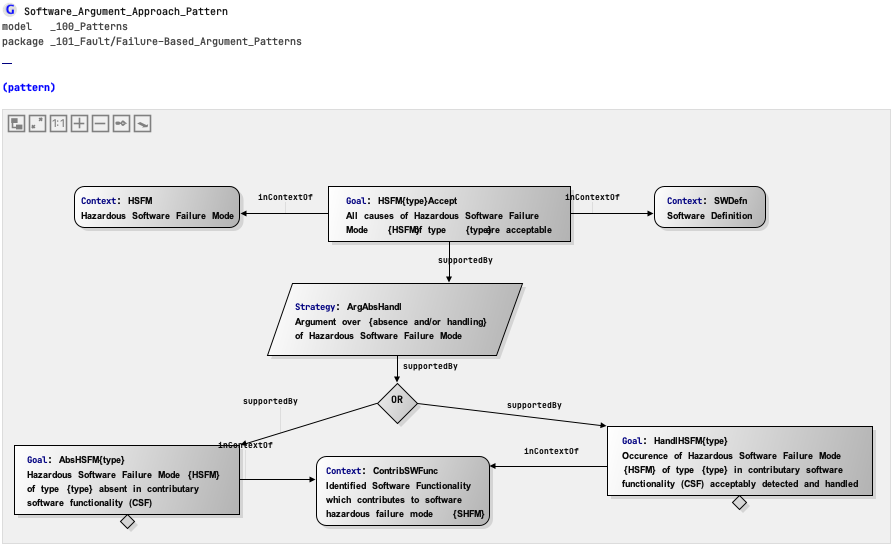 G Software_Argument_Approach_Pattern
model _100_Patterns
package _101_Fault/Failure-Based_Argument_Patterns
(pattern)
1:1
Context: HSFM
Hazardous Software Failure Mode
inContextOf
Goal: HSFM{type}Accept
All causes of Hazardous Software Failure
Mode {HSFM}of type {type}are acceptable
inContextOf
Context: SWDefn
Software Definition
supportedBy
Strategy: ArgAbsHandl
Argument over {absence and/or handling}
of Hazardous Software Failure Mode
supportedBy
OR
supportedBy
supportedBy
inContextOf
Goal: AbsHSFM{type}
Hazardous Software Failure Mode {HSFM}
of type {type} absent in contributary
software functionality (CSF)
Context: ContribSWFunc
Identified Software Functionality
which contributes to software
hazardous failure mode {SHFM}
inContextOf
Goal: HandlHSFM{type}
Occurence of Hazardous Software Failure Mode
{HSFM} of type {type} in contributary software
functionality (CSF) acceptably detected and handled